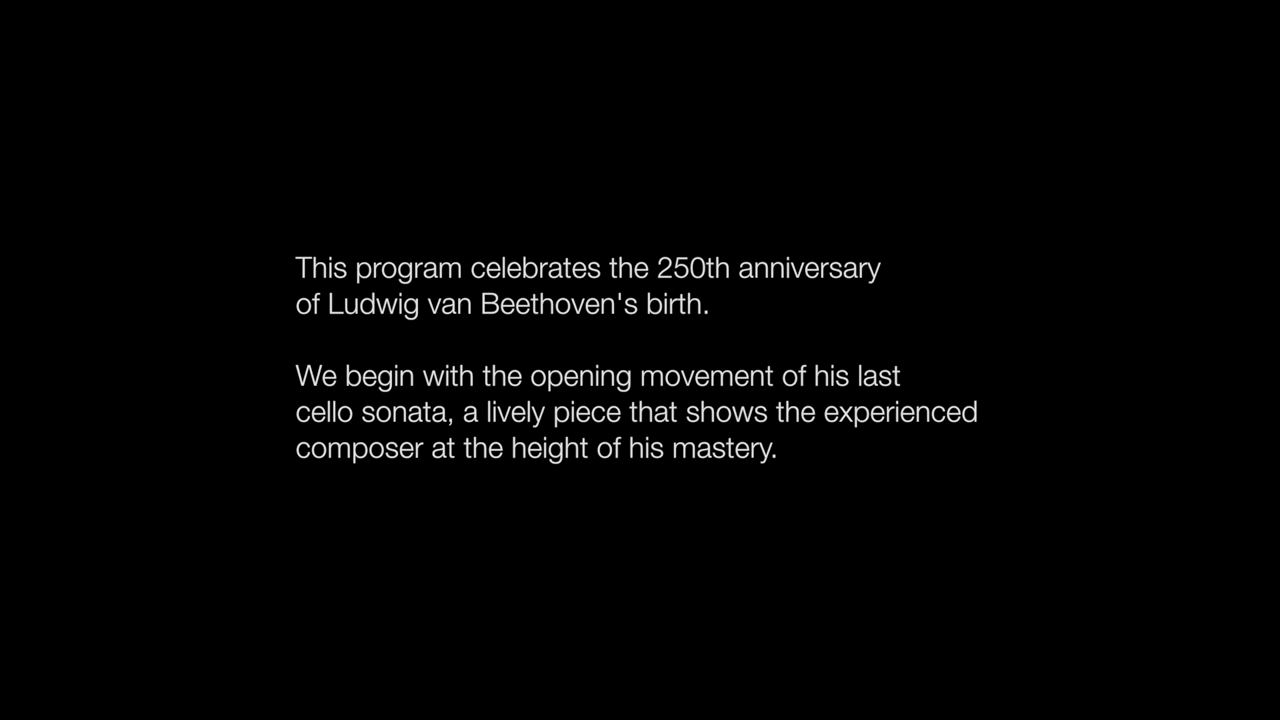 This program celebrates the 250th anniversary
of Ludwig van Beethoven's birth.
We begin with the opening movement of his last
cello sonata, a lively piece that shows the experienced
composer at the height of his mastery.